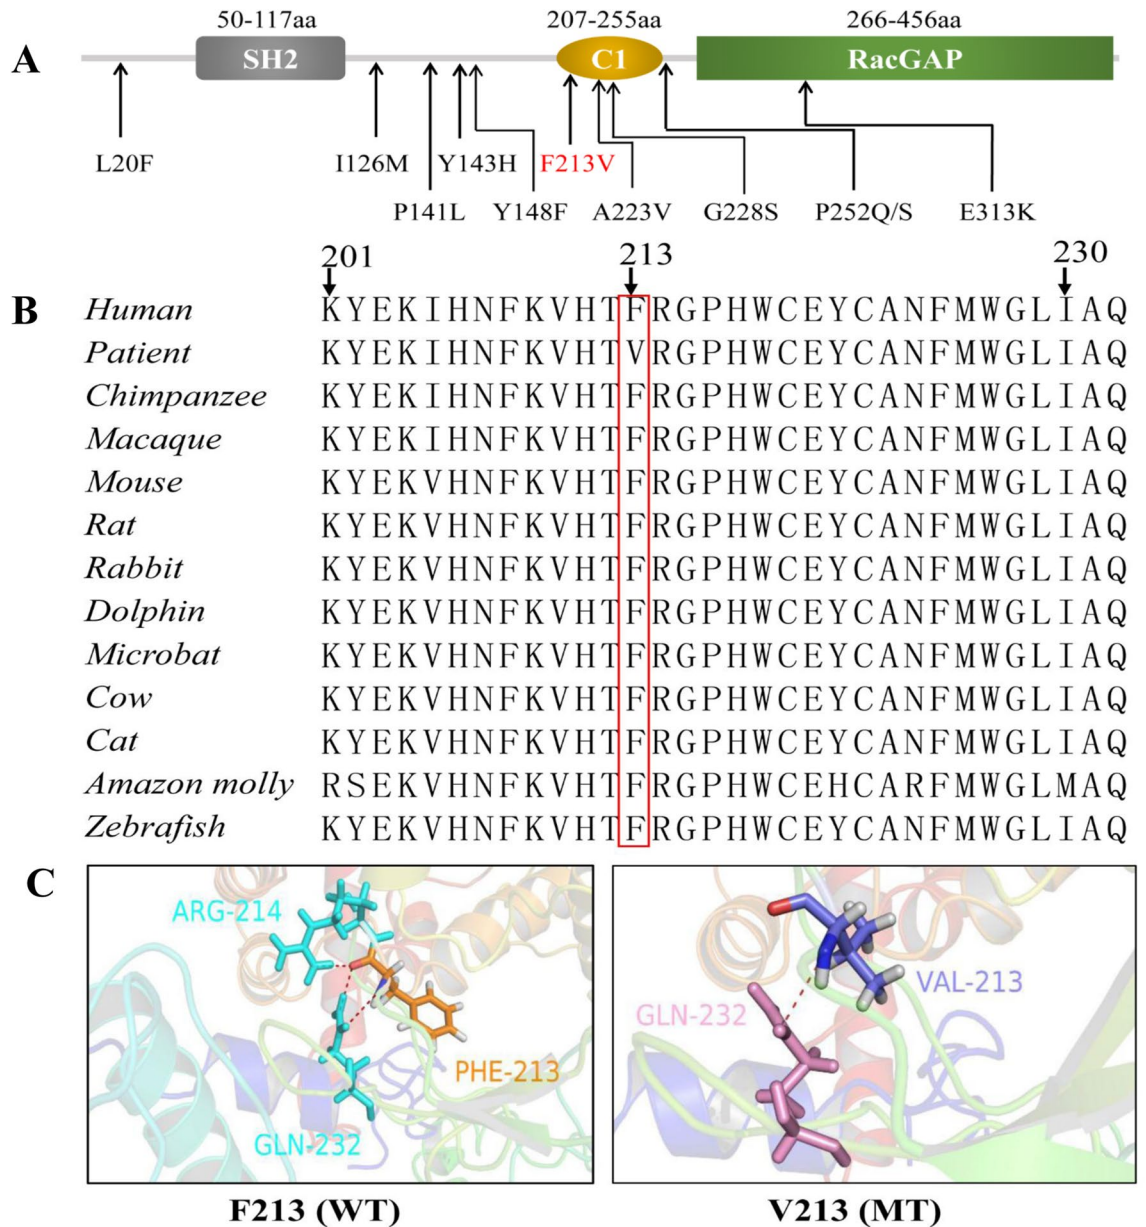 50-117aa 207-255aa 266-456aa
A SH2 C1 RacGAP
L20F I126M Y143H F213V
P141L Y148F A223V G228S P252Q/S E313K
201 213 230
B Human KYEKIHNFKVHTFRGPHWCEYCANFMWGLIAQ
Patient KYEKIHNFKVHTVRGPHWCEYCANFMWGLIAQ
Chimpanzee KYEKIHNFKVHTFRGPHWCEYCANFMWGLIAQ
Macaque KYEKIHNFKVHTFRGPHWCEYCANFMWGLIAQ
Mouse KYEKVHNFKVHTFRGPHWCEYCANFMWGLIAQ
Rat KYEKVHNFKVHTFRGPHWCEYCANFMWGLIAQ
Rabbit KYEKVHNFKVHTFRGPHWCEYCANFMWGLIAQ
Dolphin KYEKVHNFKVHTFRGPHWCEYCANFMWGLIAQ
Microbat KYEKVHNFKVHTFRGPHWCEYCANFMWGLIAQ
Cow KYEKVHNFKVHTFRGPHWCEYCANFMWGLIAQ
Cat KYEKVHNFKVHTFRGPHWCEYCANFMWGLIAQ
Amazon molly RSEKVHNFKVHTFRGPHWCEHCARFMWGLMAQ
Zebrafish KYEKVHNFKVHTFRGPHWCEYCANFMWGLIAQ
C
ARG-214
PHE-213
GLN-232
VAL-213
GLN-232
F213 (WT) V213 (MT)